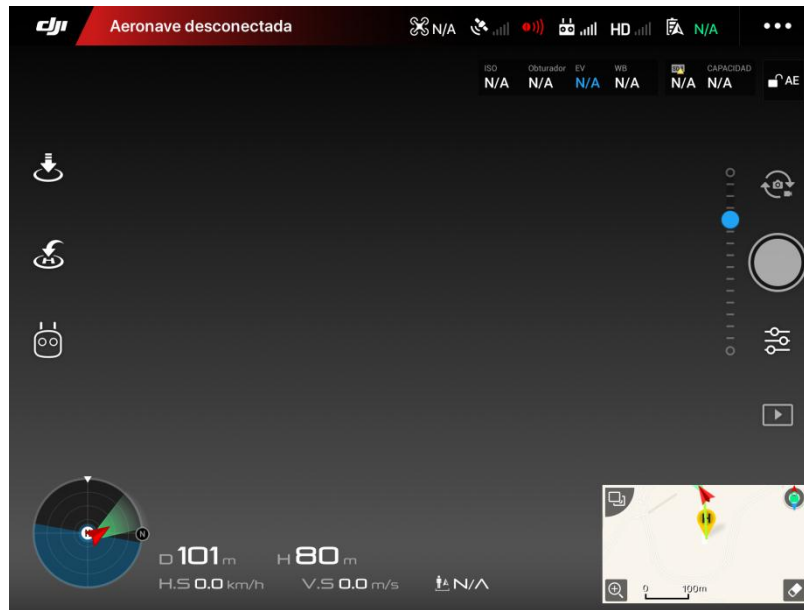 dji Aeronave desconectada N/A HD N/A
ISO Obturador EV WB CAPACIDAD
N/A N/A N/A N/A N/A N/A AE
N
H
D 101 m H 80 m
H.S 0.0 km/h V.S 0.0 m/s N/A
0 100m